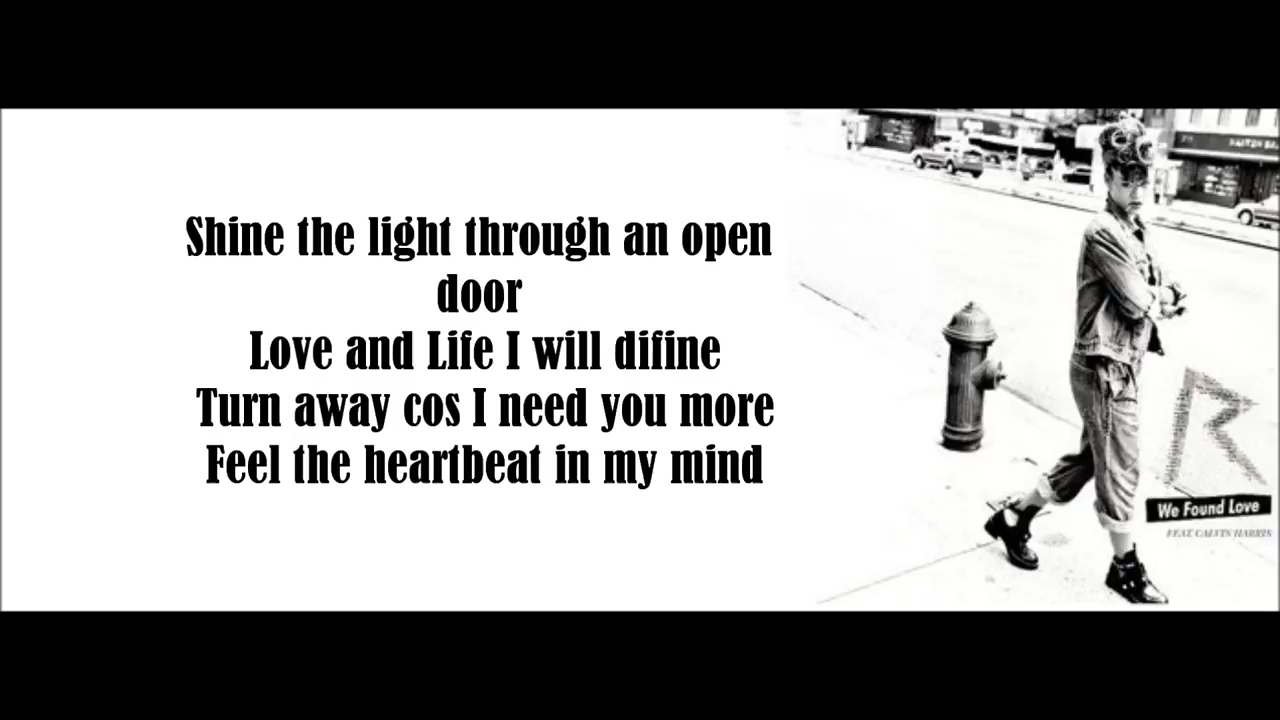 Shine the light through an open
door
Love and Life I will difine
Turn away cos I need you more
Feel the heartbeat in my mind
R
We Found Love
FEAT. CALVIN HARRIS